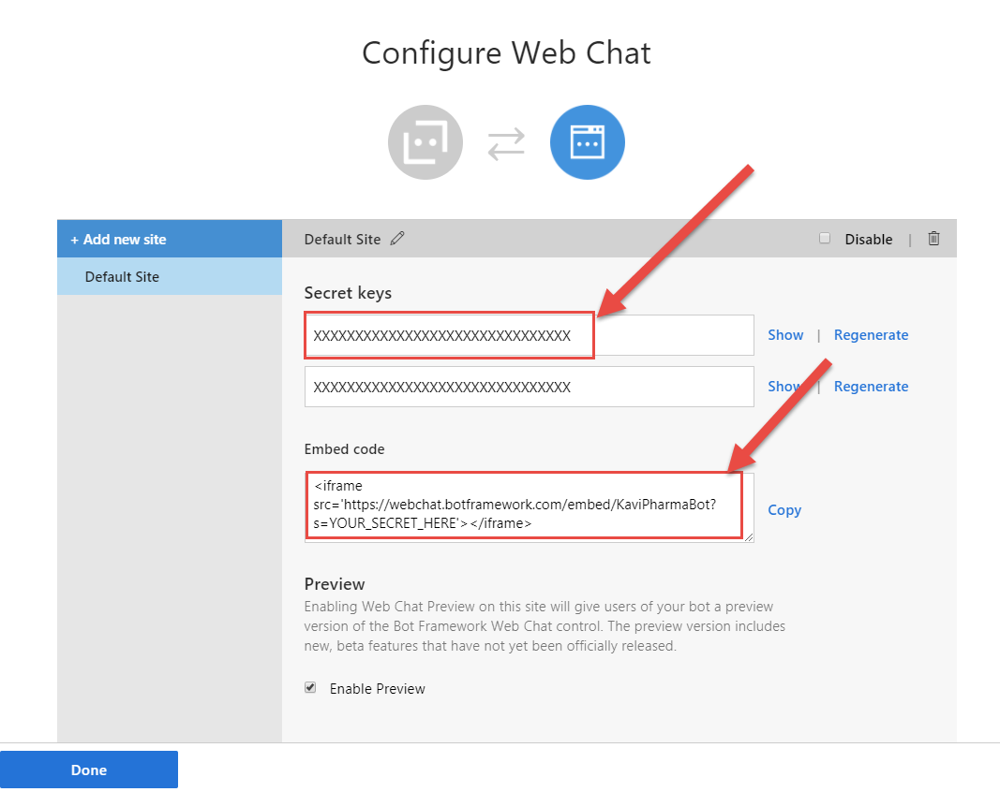 Configure Web Chat
+ Add new site
Default Site
Default Site
Disable |
Secret keys
XXXXXXXXXXXXXXXXXXXXXXXXXXXXXXX
Show | Regenerate
XXXXXXXXXXXXXXXXXXXXXXXXXXXXXXX
Show | Regenerate
Embed code
<iframe
src='https://webchat.botframework.com/embed/KaviPharmaBot?
s=YOUR_SECRET_HERE'></iframe>
Copy
Preview
Enabling Web Chat Preview on this site will give users of your bot a preview
version of the Bot Framework Web Chat control. The preview version includes
new, beta features that have not yet been officially released.
Enable Preview
Done